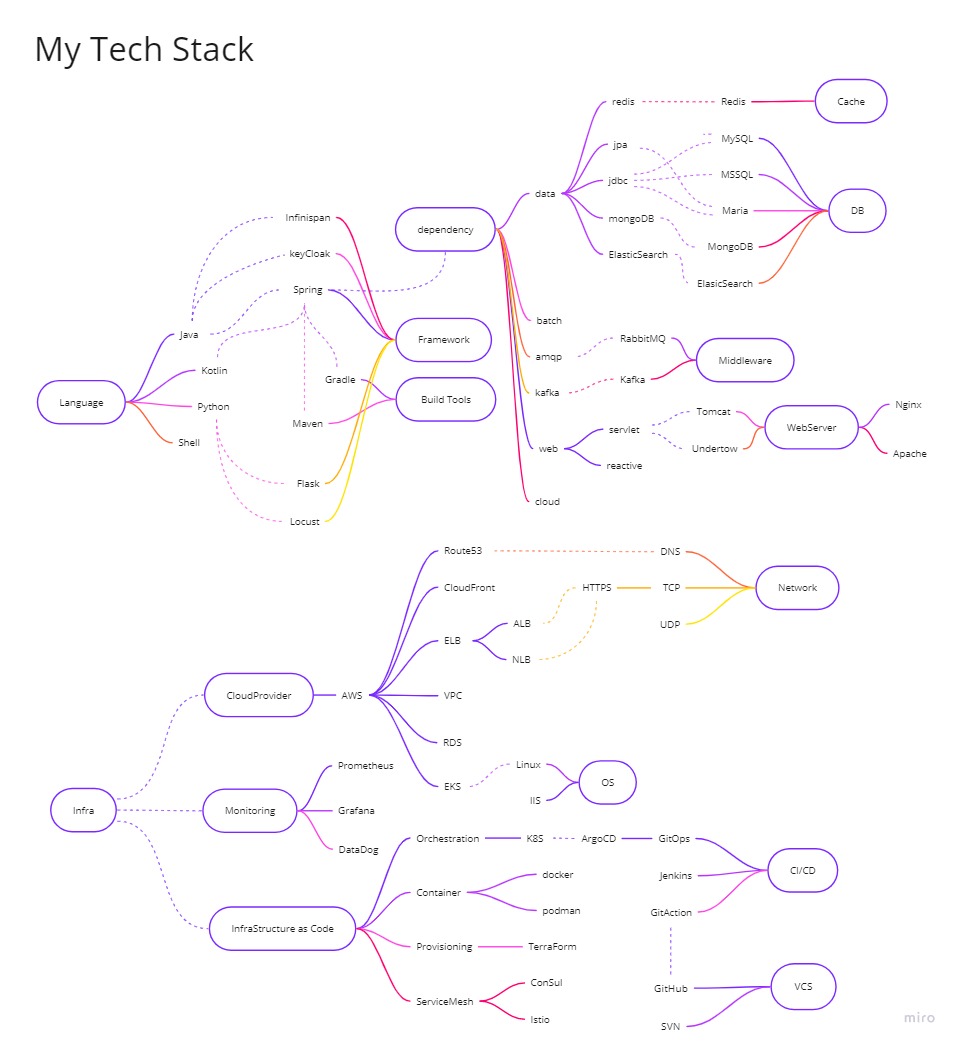 My Tech Stack
redis
Redis
Cache
jpa
MySQL
jdbc
MSSQL
data
mongoDB
Maria
DB
Infinispan
dependency
MongoDB
keyCloak
ElasticSearch
Spring
ElasicSearch
batch
Java
Framework
RabbitMQ
amqp
Middleware
Kotlin
Gradle
Kafka
kafka
Language
Build Tools
Python
Nginx
Tomcat
Maven
servlet
WebServer
Shell
web
Undertow
Apache
reactive
Flask
cloud
Locust
Route53
DNS
CloudFront
HTTPS
TCP
Network
ALB
UDP
ELB
NLB
CloudProvider
AWS
VPC
RDS
Prometheus
Linux
EKS
OS
IIS
Infra
Monitoring
Grafana
DataDog
Orchestration
K8S
ArgoCD
GitOps
docker
Jenkins
CI/CD
Container
podman
GitAction
InfraStructure as Code
Provisioning
TerraForm
ConSul
GitHub
VCS
ServiceMesh
Istio
SVN
miro